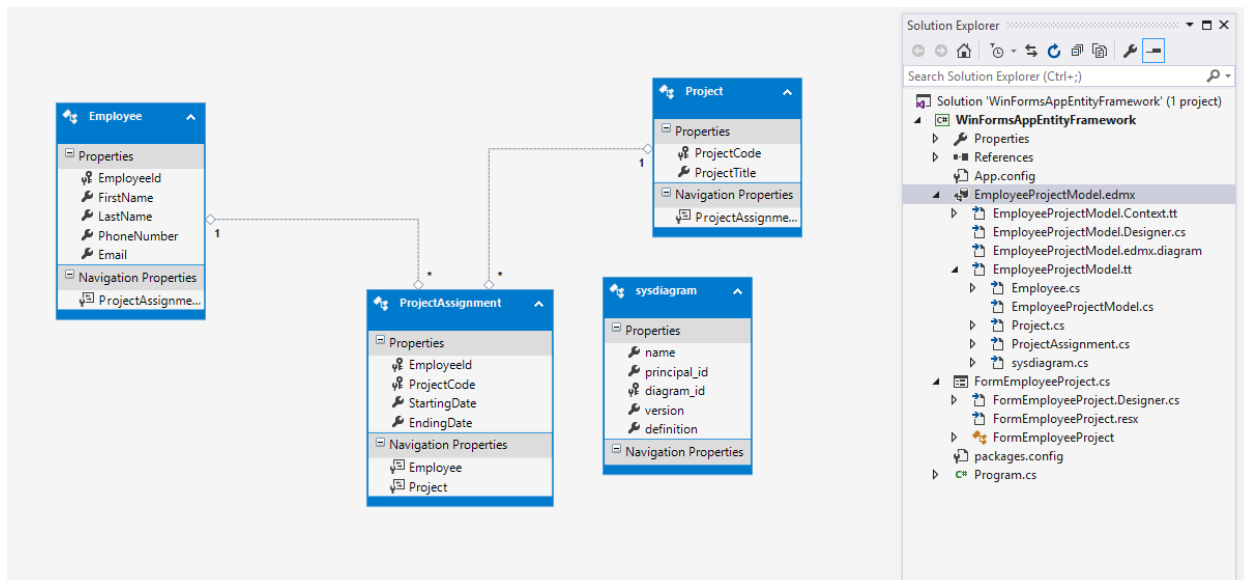 Employee
Properties
EmployeeId
FirstName
LastName
PhoneNumber
Email
Navigation Properties
ProjectAssignme...
1
*
*
1
Project
Properties
ProjectCode
ProjectTitle
Navigation Properties
ProjectAssignme...
ProjectAssignment
Properties
EmployeeId
ProjectCode
StartingDate
EndingDate
Navigation Properties
Employee
Project
sysdiagram
Properties
name
principal_id
diagram_id
version
definition
Navigation Properties
Solution Explorer
Search Solution Explorer (Ctrl+;)
Solution 'WinFormsAppEntityFramework' (1 project)
C# WinFormsAppEntityFramework
Properties
References
App.config
EmployeeProjectModel.edmx
EmployeeProjectModel.Context.tt
EmployeeProjectModel.Designer.cs
EmployeeProjectModel.edmx.diagram
EmployeeProjectModel.tt
Employee.cs
EmployeeProjectModel.cs
Project.cs
ProjectAssignment.cs
sysdiagram.cs
FormEmployeeProject.cs
FormEmployeeProject.Designer.cs
FormEmployeeProject.resx
FormEmployeeProject
packages.config
C# Program.cs